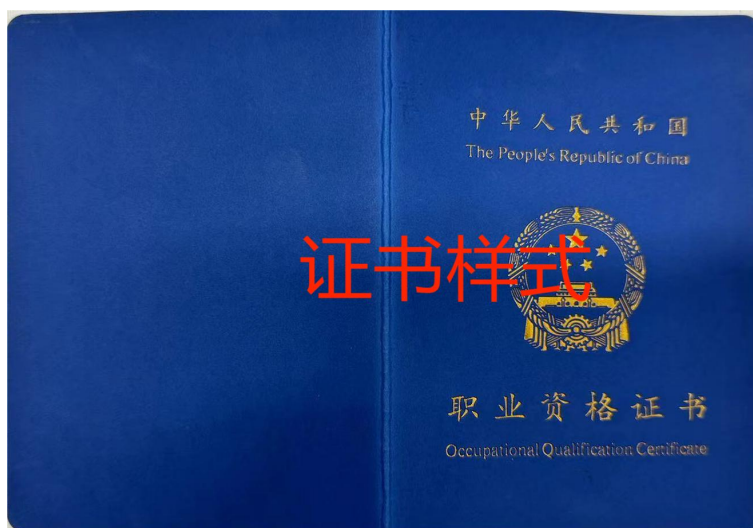 中华人民共和国
The People's Republic of China
证书样式
职业资格证书
Occupational Qualification Certificate